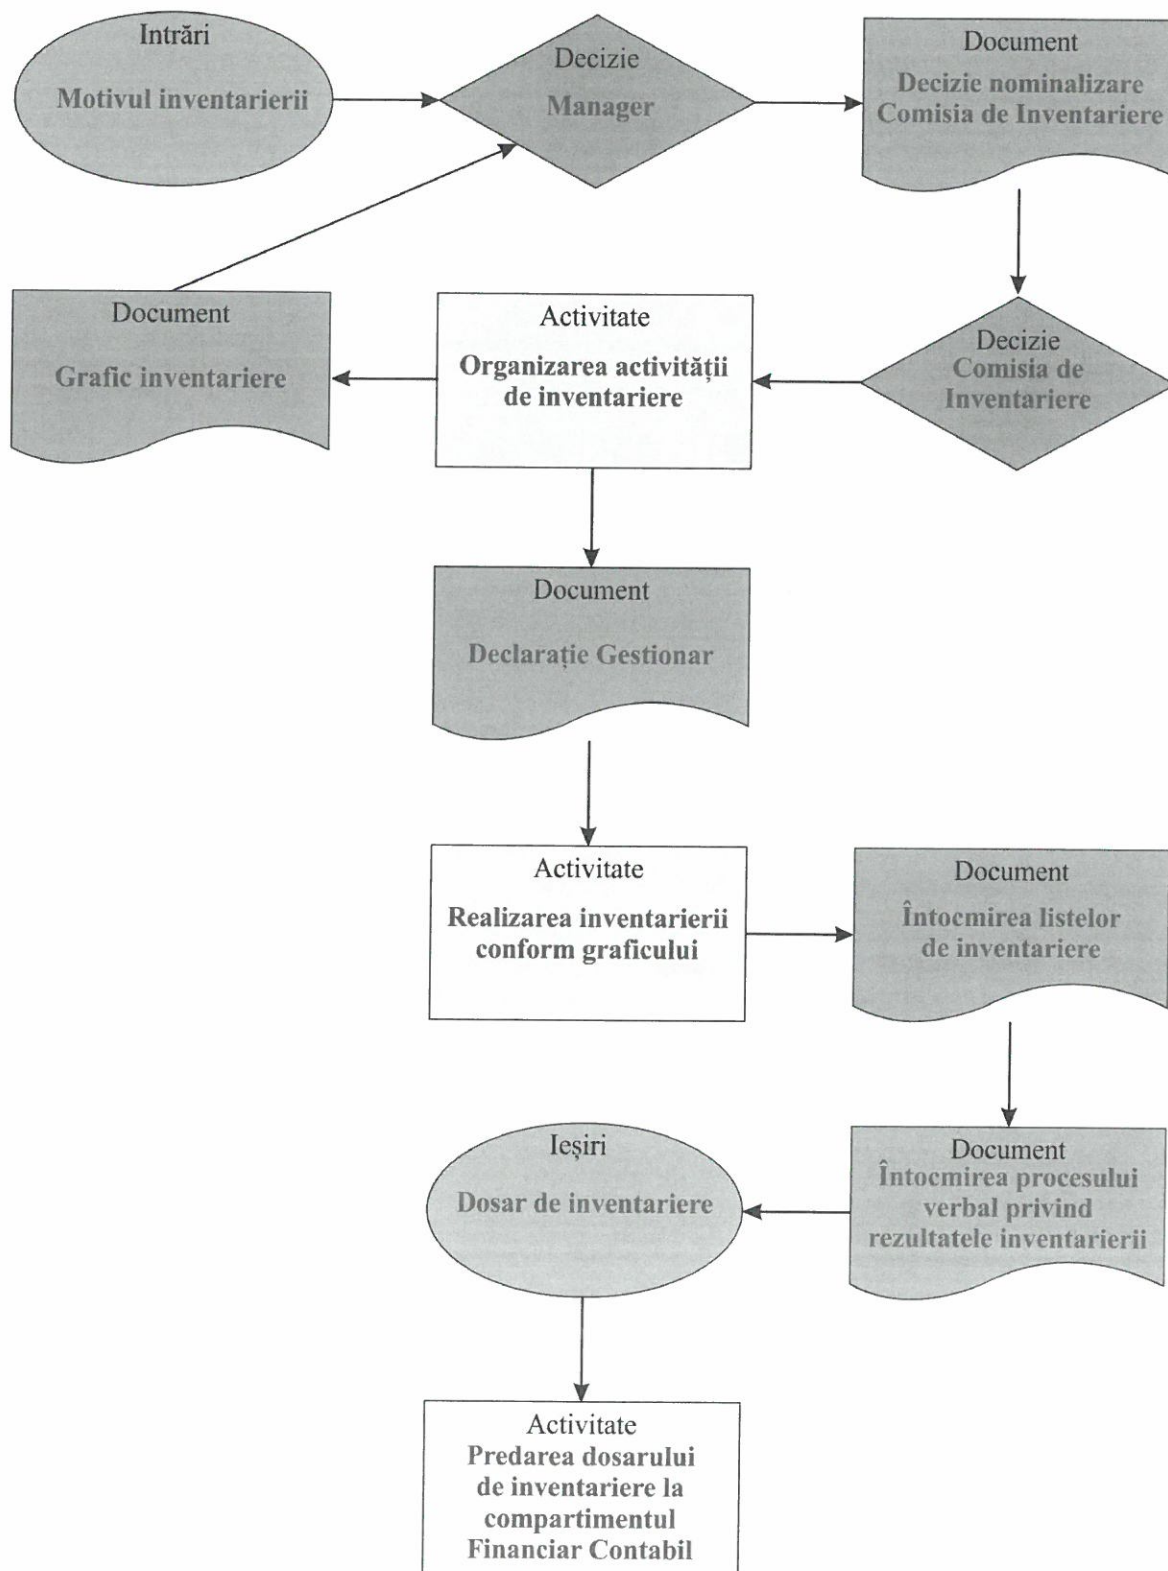 Intrări
Motivul inventarierii
Decizie
Manager
Document
Decizie nominalizare
Comisia de Inventariere
Document
Grafic inventariere
Activitate
Organizarea activității
de inventariere
Decizie
Comisia de
Inventariere
Document
Declarație Gestionar
Activitate
Realizarea inventarierii
conform graficului
Document
Întocmirea listelor
de inventariere
Ieșiri
Dosar de inventariere
Document
Întocmirea procesului
verbal privind
rezultatele inventarierii
Activitate
Predarea dosarului
de inventariere la
compartimentul
Financiar Contabil